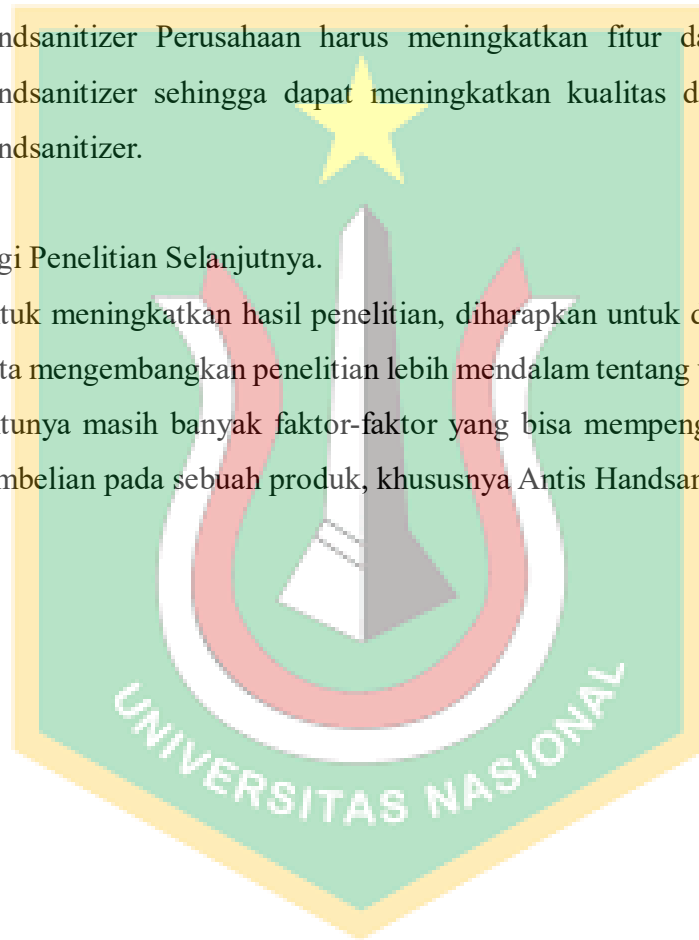 ndsanitizer Perusahaan harus meningkatkan fitur da
ndsanitizer sehingga dapat meningkatkan kualitas d
ndsanitizer.
gi Penelitian Selanjutnya.
tuk meningkatkan hasil penelitian, diharapkan untuk d
ta mengembangkan penelitian lebih mendalam tentang
tunya masih banyak faktor-faktor yang bisa mempeng
mbelian pada sebuah produk, khususnya Antis Handsan
UNIVERSITAS NASIONAL